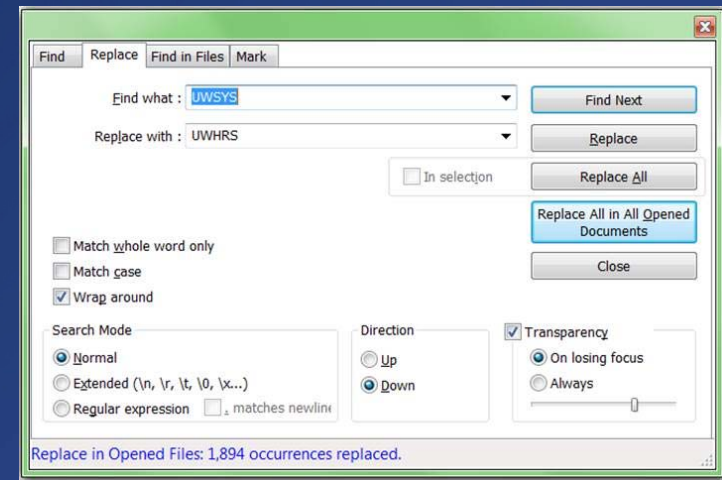 Find Replace Find in Files Mark
Find what : UWSYS
Find Next
Replace with : UWHRS
Replace
In selection
Replace All
Replace All in All Opened
Documents
Match whole word only
Match case
Close
Wrap around
Search Mode
Normal
Extended (\n, \r, \t, \0, \x...)
Regular expression
. matches newline
Direction
Up
Down
Transparency
On losing focus
Always
Replace in Opened Files: 1,894 occurrences replaced.